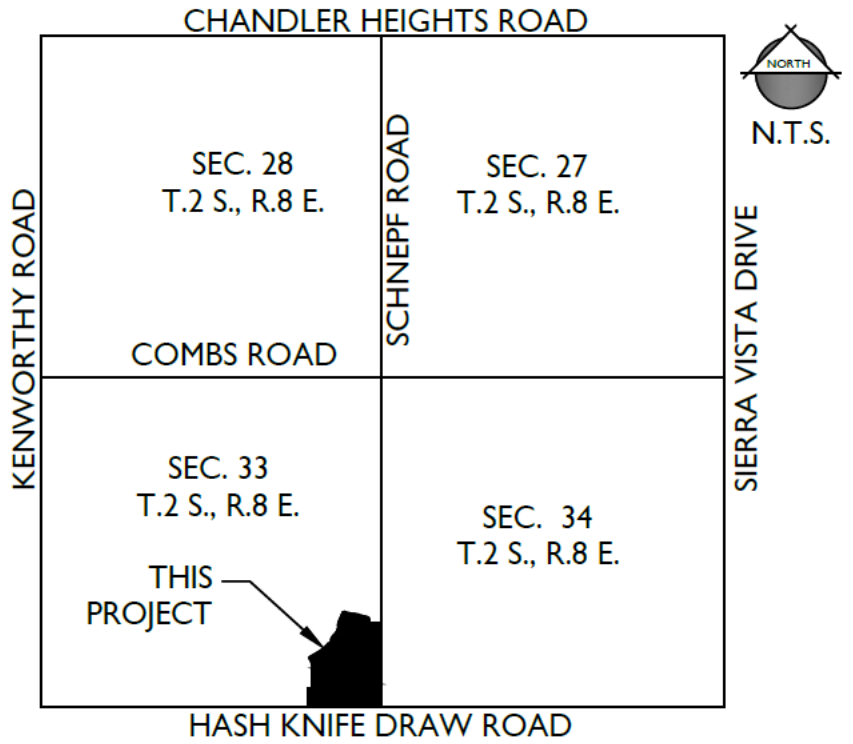 CHANDLER HEIGHTS ROAD
NORTH
N.T.S.
SEC. 28
T.2 S., R.8 E.
SCHNEPF ROAD
SEC. 27
T.2 S., R.8 E.
KENWORTHY ROAD
SIERRA VISTA DRIVE
COMBS ROAD
SEC. 33
T.2 S., R.8 E.
SEC. 34
T.2 S., R.8 E.
THIS
PROJECT
HASH KNIFE DRAW ROAD